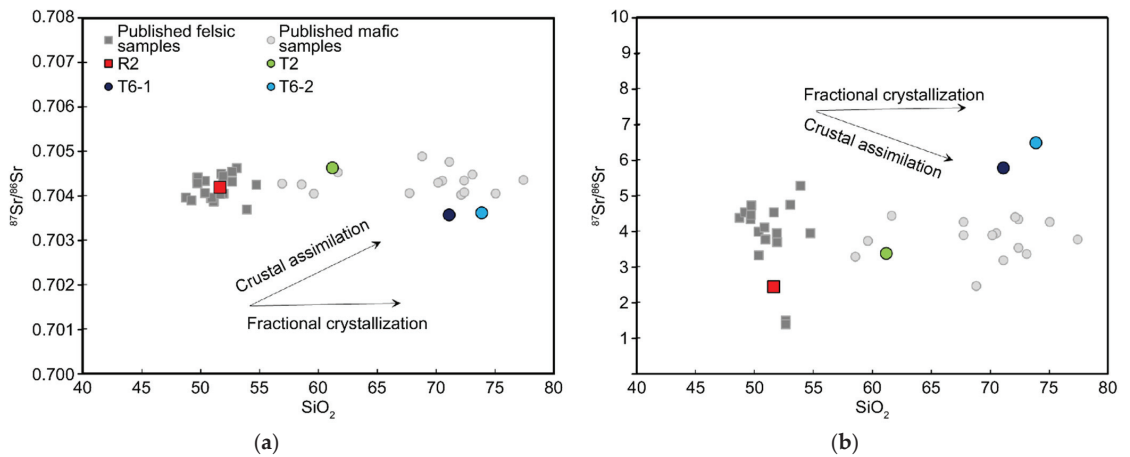 0.708
0.707
0.706
0.705
0.704
0.703
0.702
0.701
0.700
87Sr/86Sr
Published felsic samples
Published mafic samples
R2
T2
T6-1
T6-2
Crustal assimilation
Fractional crystallization
40 45 50 55 60 65 70 75 80
SiO2
(a)
10
9
8
7
6
5
4
3
2
1
87Sr/86Sr
Fractional crystallization
Crustal assimilation
40 45 50 55 60 65 70 75 80
SiO2
(b)